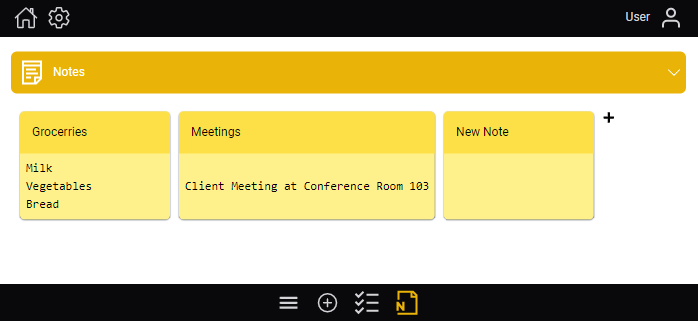 User
Notes
Grocerries
Milk
Vegetables
Bread
Meetings
Client Meeting at Conference Room 103
New Note
N